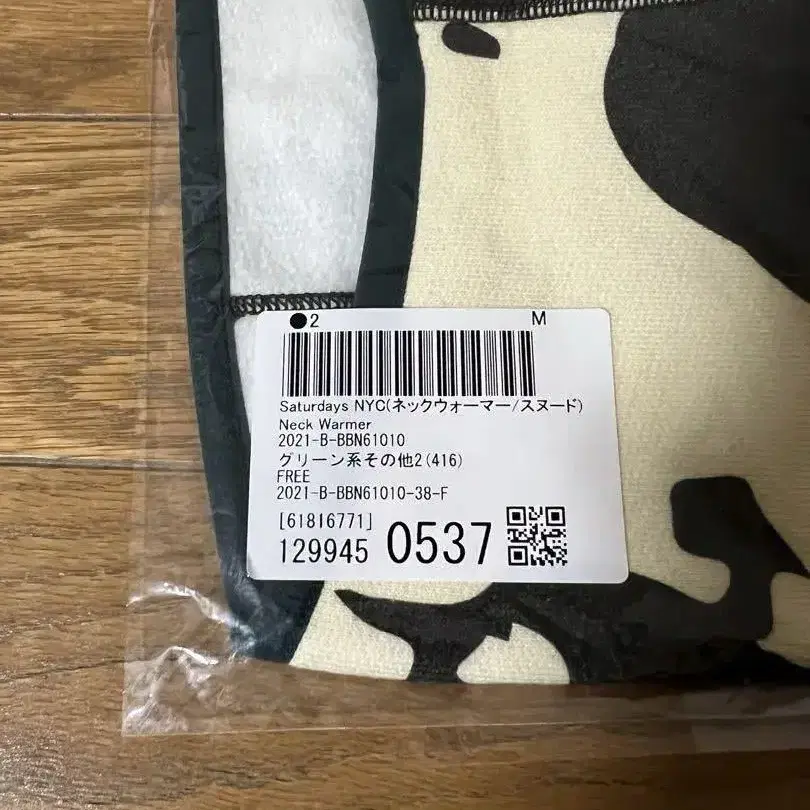 ●2 M
Saturdays NYC(ネックウォーマー/スヌード)
Neck Warmer
2021-B-BBN61010
グリーン系その他2(416)
FREE
2021-B-BBN61010-38-F
[61816771]
129945 0537